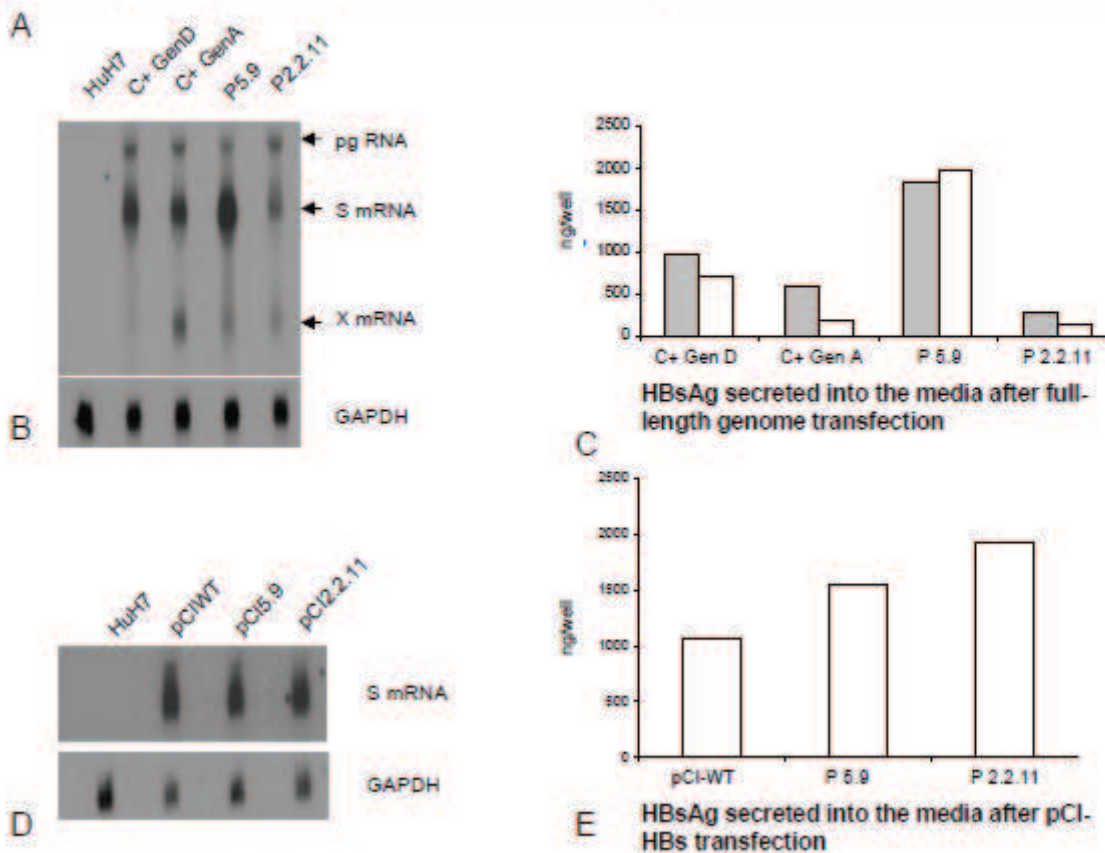 A
HuH7
C+ GenD
C+ GenA
P5.9
P2.2.11
pg RNA
S mRNA
X mRNA
B
GAPDH
2500
2000
1500
1000
500
0
ng/well
C+ Gen D
C+ Gen A
P 5.9
P 2.2.11
HBsAg secreted into the media after full-
length genome transfection
C
HuH7
pCIWT
pCI5.9
pCI2.2.11
S mRNA
GAPDH
D
2500
2000
1500
1000
500
0
ng/well
pCI-WT
P 5.9
P 2.2.11
E
HBsAg secreted into the media after pCI-
HBs transfection